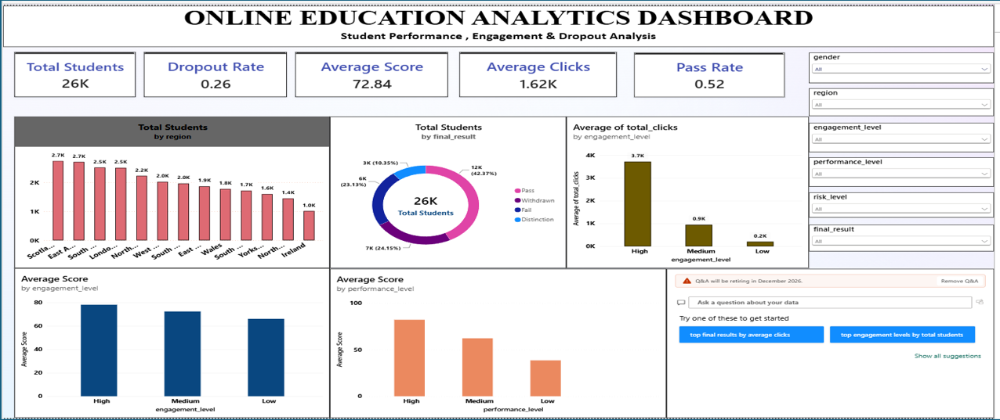 ONLINE EDUCATION ANALYTICS DASHBOARD
Student Performance , Engagement & Dropout Analysis
Total Students
26K
Dropout Rate
0.26
Average Score
72.84
Average Clicks
1.62K
Pass Rate
0.52
gender
All
region
All
engagement_level
All
performance_level
All
risk_level
All
final_result
All
Total Students
by region
2K
1K
0K
2.7K
2.7K
2.5K
2.5K
2.2K
2.0K
2.0K
1.9K
1.8K
1.7K
1.6K
1.4K
1.0K
Scotla...
East A...
South ...
Londo...
North...
West ...
South ...
East ...
Wales
South ...
Yorks...
North...
Ireland
Total Students
by final_result
3K (10.35%)
12K
(42.37%)
6K
(23.13%)
7K (24.15%)
26K
Total Students
Pass
Withdrawn
Fail
Distinction
Average of total_clicks
by engagement_level
Average of total_clicks
4K
3K
2K
1K
0K
3.7K
0.9K
0.2K
High
Medium
Low
engagement_level
Average Score
by engagement_level
Average Score
80
60
40
20
0
High
Medium
Low
engagement_level
Average Score
by performance_level
Average Score
100
50
0
High
Medium
Low
performance_level
Q&A will be retiring in December 2026.
Remove Q&A
Ask a question about your data
Try one of these to get started
top final results by average clicks
top engagement levels by total students
Show all suggestions